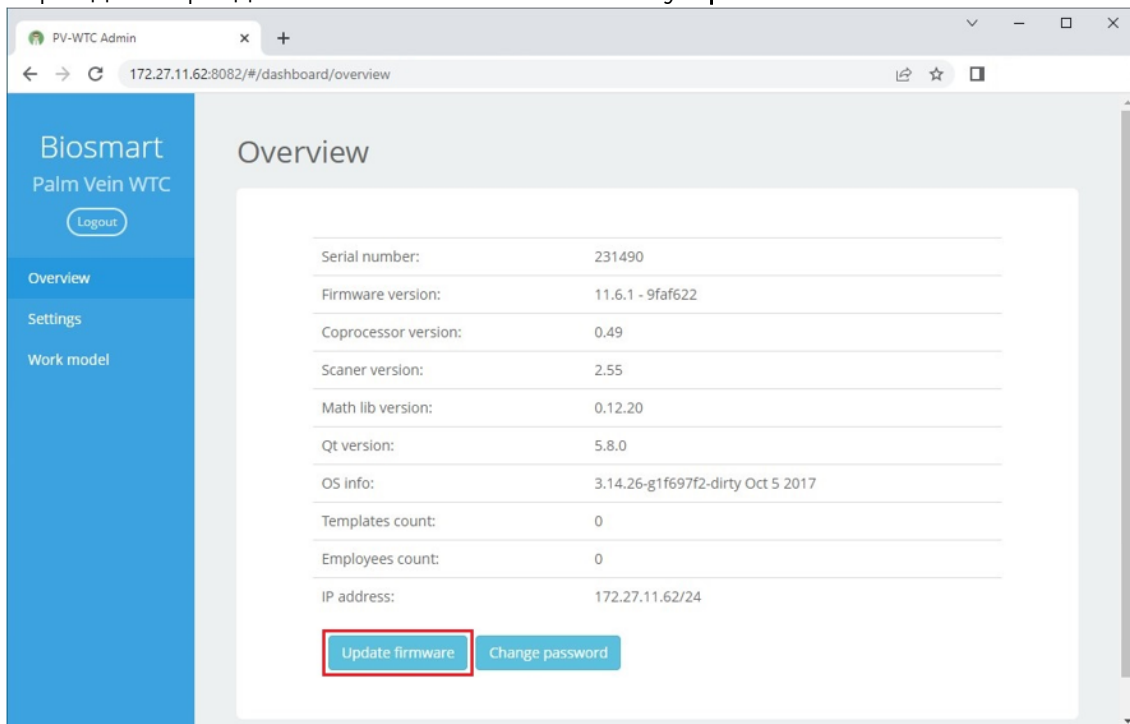 PV-WTC Admin
172.27.11.62:8082/#/dashboard/overview
Biosmart
Palm Vein WTC
Logout
Overview
Settings
Work model
Overview
Serial number: 231490
Firmware version: 11.6.1 - 9faf622
Coprocessor version: 0.49
Scaner version: 2.55
Math lib version: 0.12.20
Qt version: 5.8.0
OS info: 3.14.26-g1f697f2-dirty Oct 5 2017
Templates count: 0
Employees count: 0
IP address: 172.27.11.62/24
Update firmware Change password